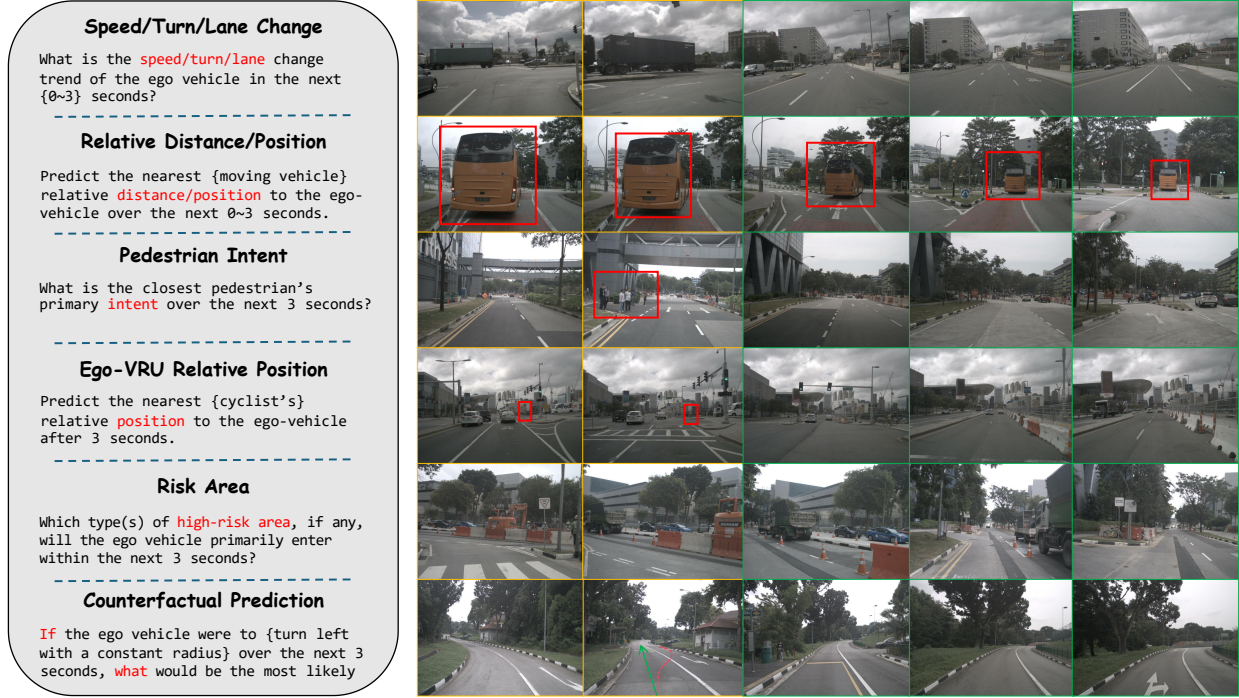 Speed/Turn/Lane Change
What is the speed/turn/lane change
trend of the ego vehicle in the next
{0~3} seconds?
Relative Distance/Position
Predict the nearest {moving vehicle}
relative distance/position to the ego-
vehicle over the next 0~3 seconds.
Pedestrian Intent
What is the closest pedestrian's
primary intent over the next 3 seconds?
Ego-VRU Relative Position
Predict the nearest {cyclist's}
relative position to the ego-vehicle
after 3 seconds.
Risk Area
Which type(s) of high-risk area, if any,
will the ego vehicle primarily enter
within the next 3 seconds?
Counterfactual Prediction
If the ego vehicle were to {turn left
with a constant radius} over the next 3
seconds, what would be the most likely